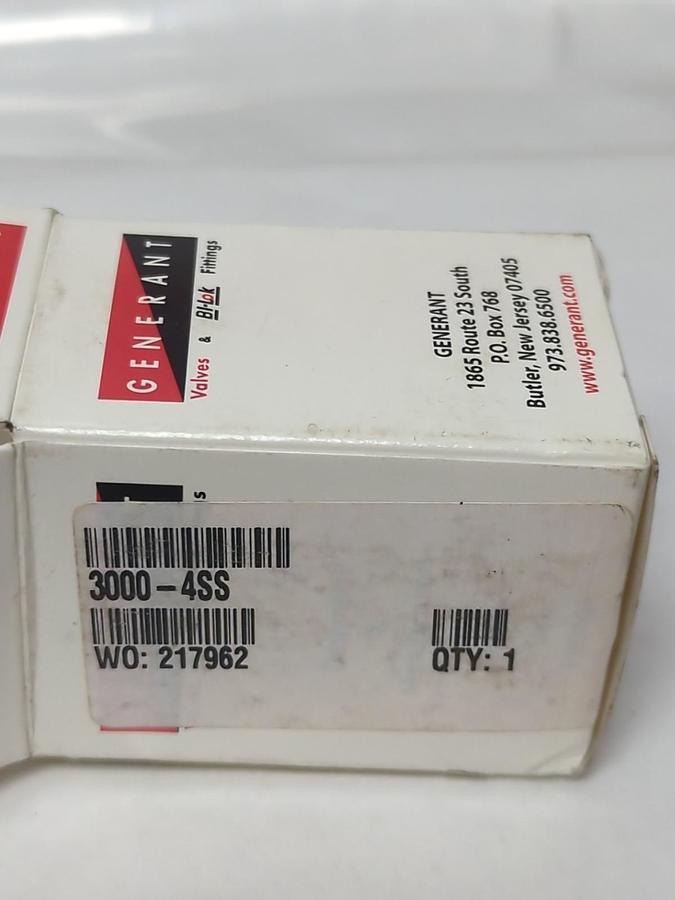 GENERANT
Valves & Bi-Lok Fittings
GENERANT
1865 Route 23 South
P.O. Box 768
Butler, New Jersey 07405
973.838.6500
www.generant.com
3000-4SS
WO: 217962
QTY: 1